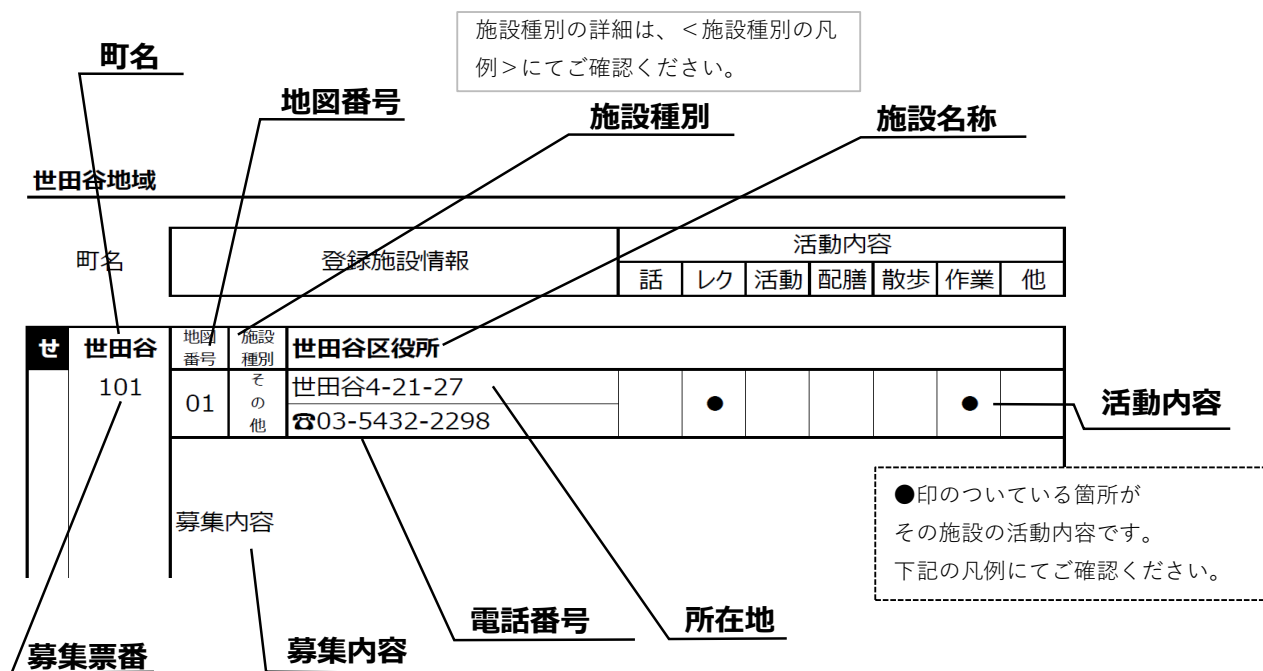 施設種別の詳細は、＜施設種別の凡
例＞にてご確認ください。
町名
地図番号
施設種別
施設名称
世田谷地域
町名
登録施設情報
活動内容
話 レク 活動 配膳 散歩 作業 他
せ 世田谷 地図番号 施設種別 世田谷区役所
101 01 その他 世田谷4-21-27 ● ●
☎03-5432-2298
活動内容
●印のついている箇所が
その施設の活動内容です。
下記の凡例にてご確認ください。
募集内容
電話番号
所在地
募集票番
募集内容